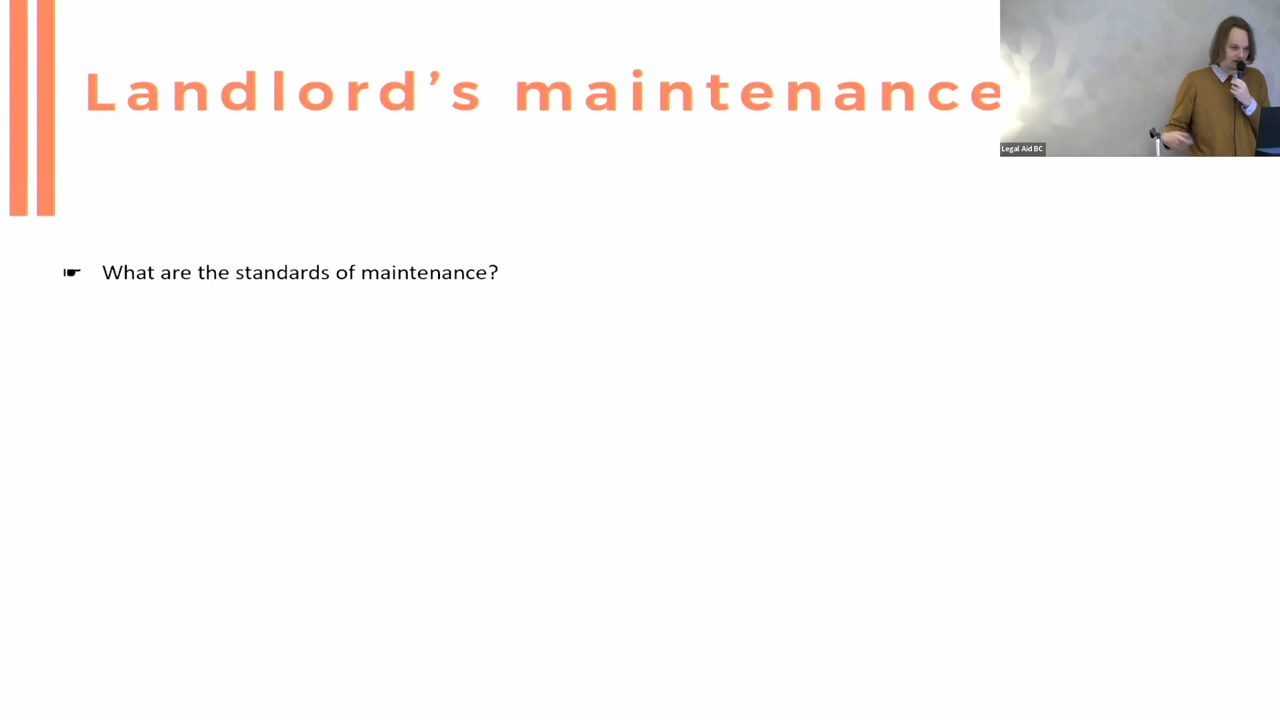 Landlord’s maintenance
Legal Aid BC
What are the standards of maintenance?